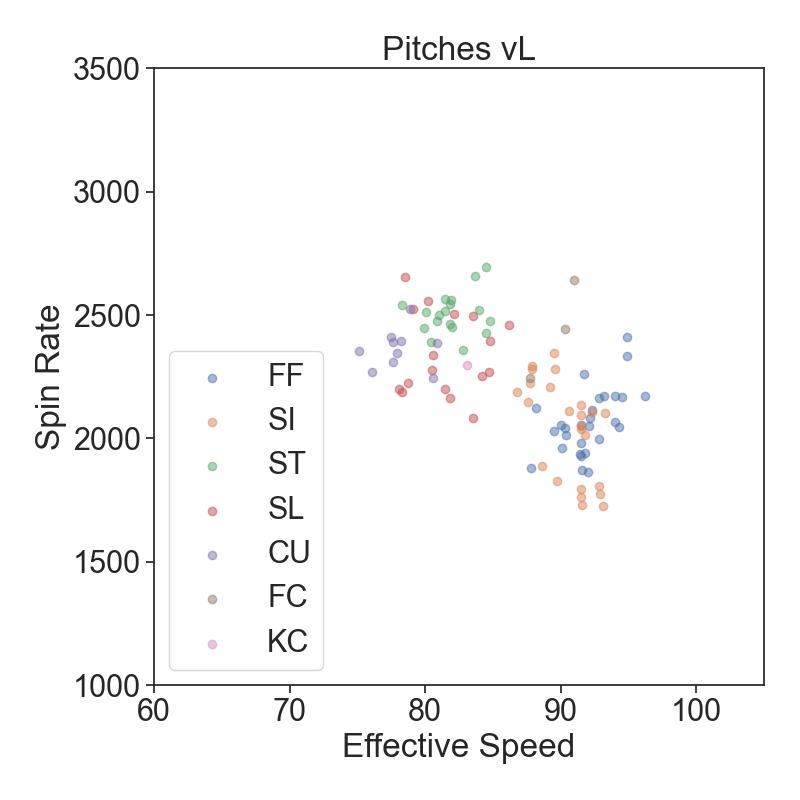 Pitches vL
3500
3000
2500
2000
1500
1000
Spin Rate
FF
SI
ST
SL
CU
FC
KC
60 70 80 90 100
Effective Speed